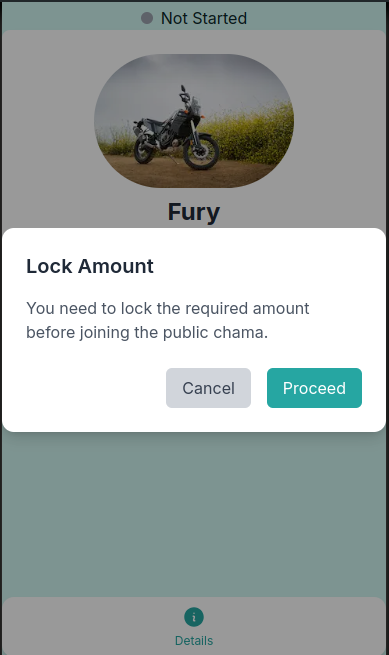 Not Started
Fury
Lock Amount
You need to lock the required amount
before joining the public chama.
Cancel
Proceed
Details